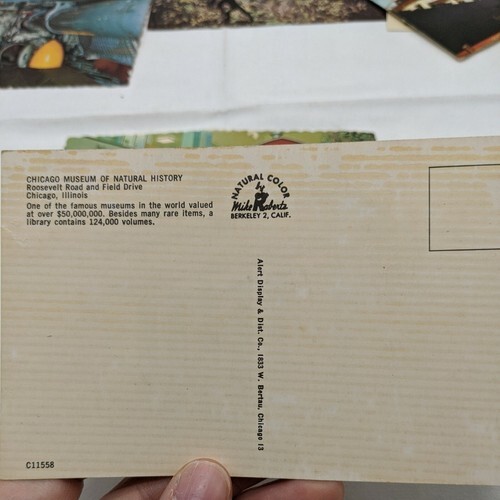 CHICAGO MUSEUM OF NATURAL HISTORY
Roosevelt Road and Field Drive
Chicago, Illinois
One of the famous museums in the world valued
at over $50,000,000. Besides many rare items, a
library contains 124,000 volumes.
NATURAL COLOR
by
Mike Roberts
BERKELEY 2, CALIF.
Alert Display & Dist. Co., 1833 W. Bertau, Chicago 13
C11558